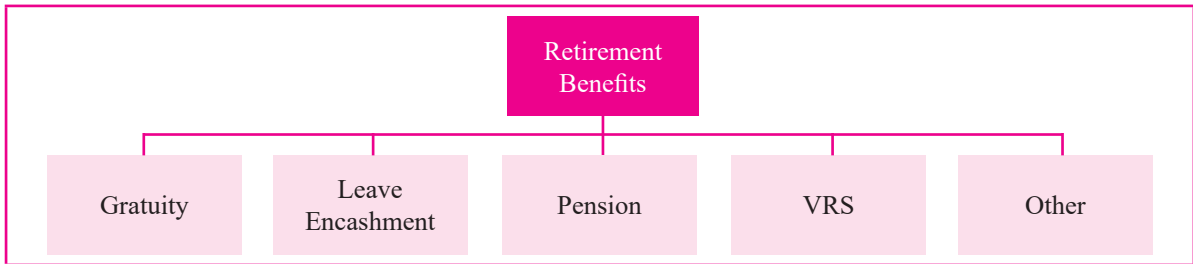 Retirement
Benefits
Gratuity
Leave
Encashment
Pension
VRS
Other